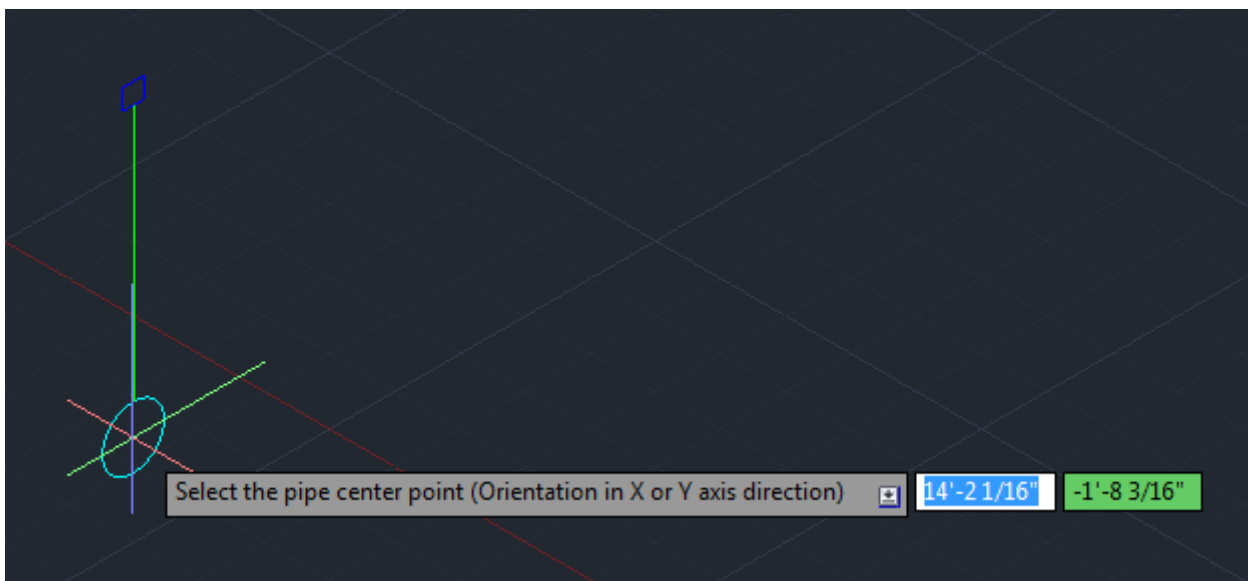 Select the pipe center point (Orientation in X or Y axis direction) 14'-2 1/16" -1'-8 3/16"